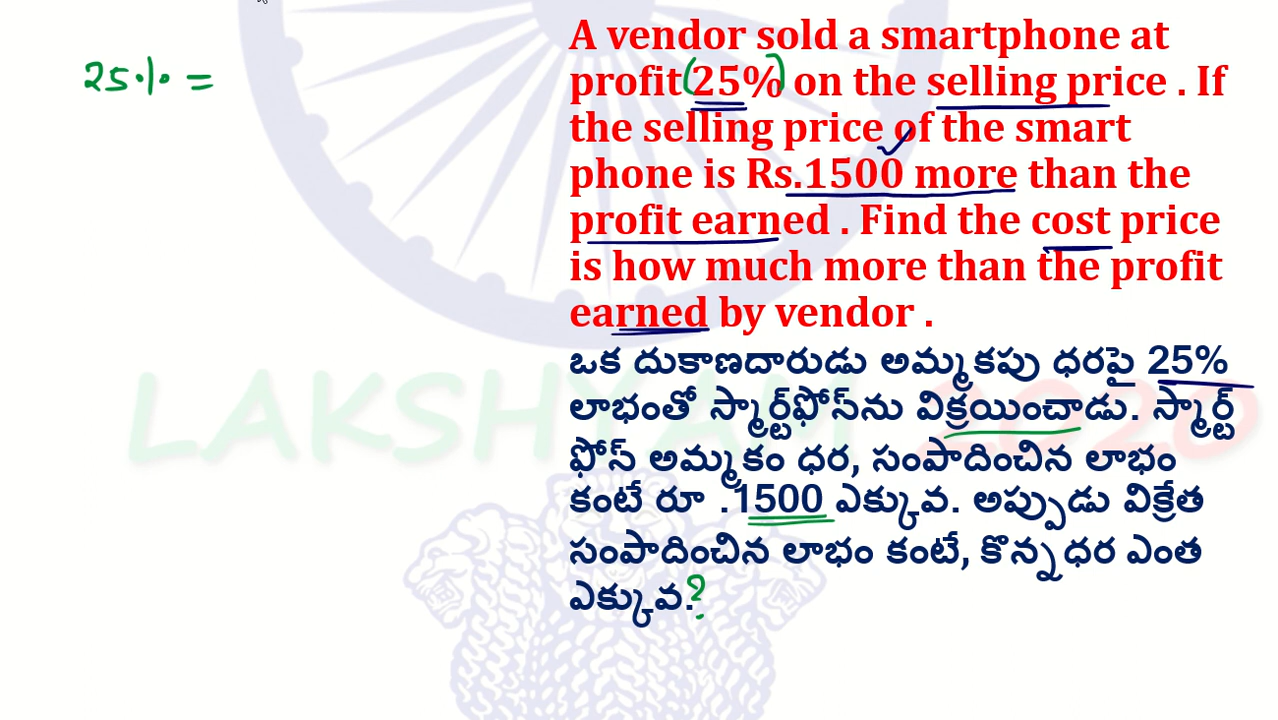 25% =
A vendor sold a smartphone at
profit(25%) on the selling price . If
the selling price of the smart
phone is Rs.1500 more than the
profit earned . Find the cost price
is how much more than the profit
earned by vendor .
ఒక దుకాణదారుడు అమ్మకపు ధరపై 25%
లాభంతో స్మార్ట్‌ఫోన్‌ను విక్రయించాడు. స్మార్ట్
ఫోన్ అమ్మకం ధర, సంపాదించిన లాభం
కంటే రూ .1500 ఎక్కువ. అప్పుడు విక్రేత
సంపాదించిన లాభం కంటే, కొన్నధర ఎంత
ఎక్కువ.?
LAKSHYAM 2020